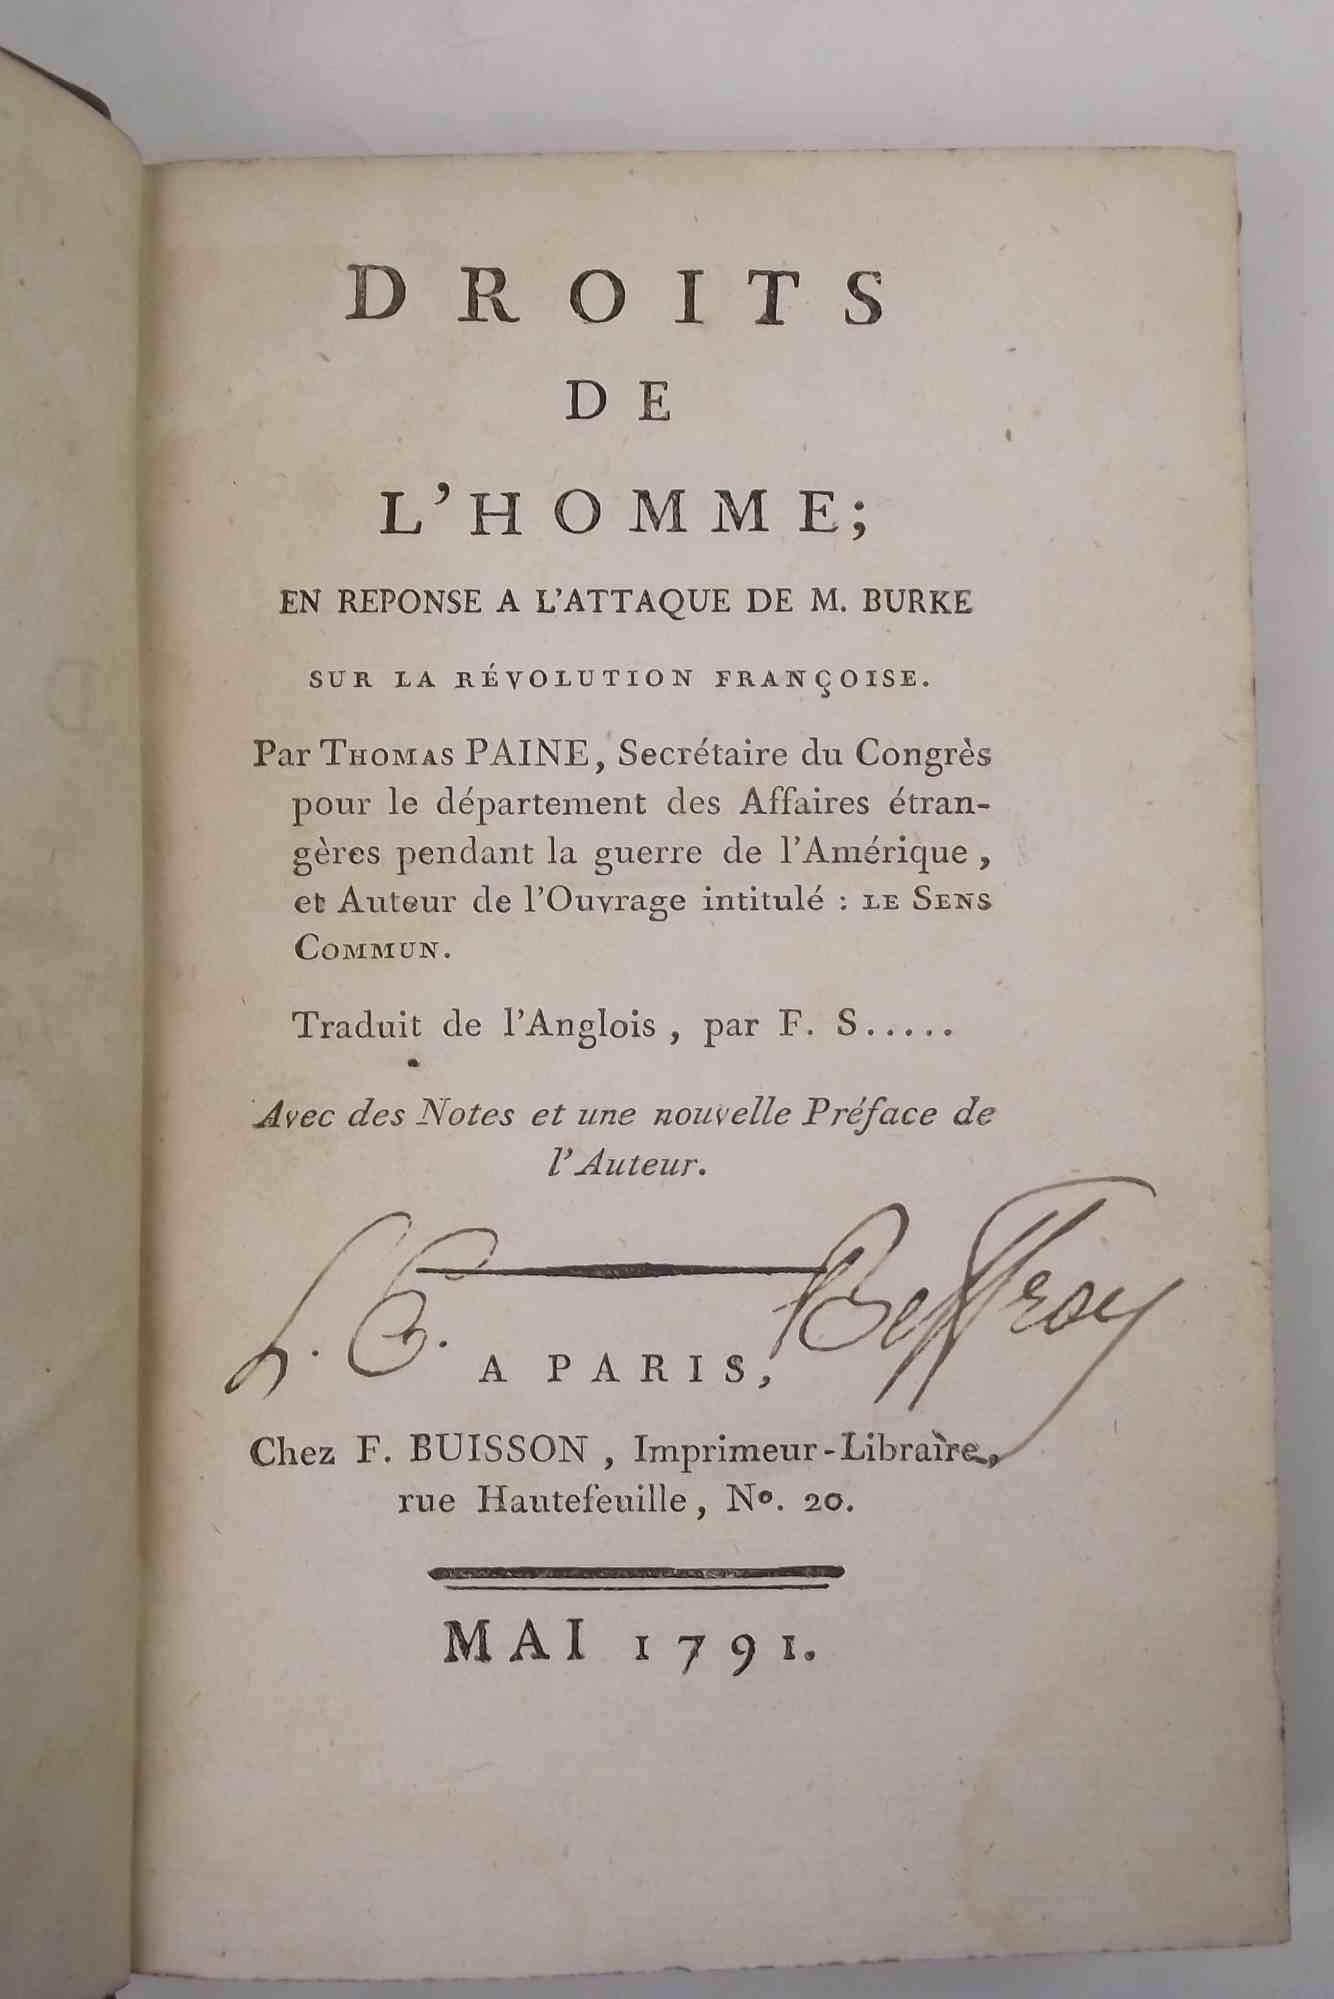 DROITS
DE
L'HOMME;
EN REPONSE A L'ATTAQUE DE M. BURKE
SUR LA RÉVOLUTION FRANÇOISE.
Par THOMAS PAINE, Secrétaire du Congrès
pour le département des Affaires étran-
gères pendant la guerre de l'Amérique,
et Auteur de l'Ouvrage intitulé : LE SENS
COMMUN.
Traduit de l'Anglois, par F. S.....
Avec des Notes et une nouvelle Préface de
l'Auteur.
Beffroy
A PARIS,
Chez F. BUISSON, Imprimeur-Libraire,
rue Hautefeuille, Nº. 20.
MAI 1791.